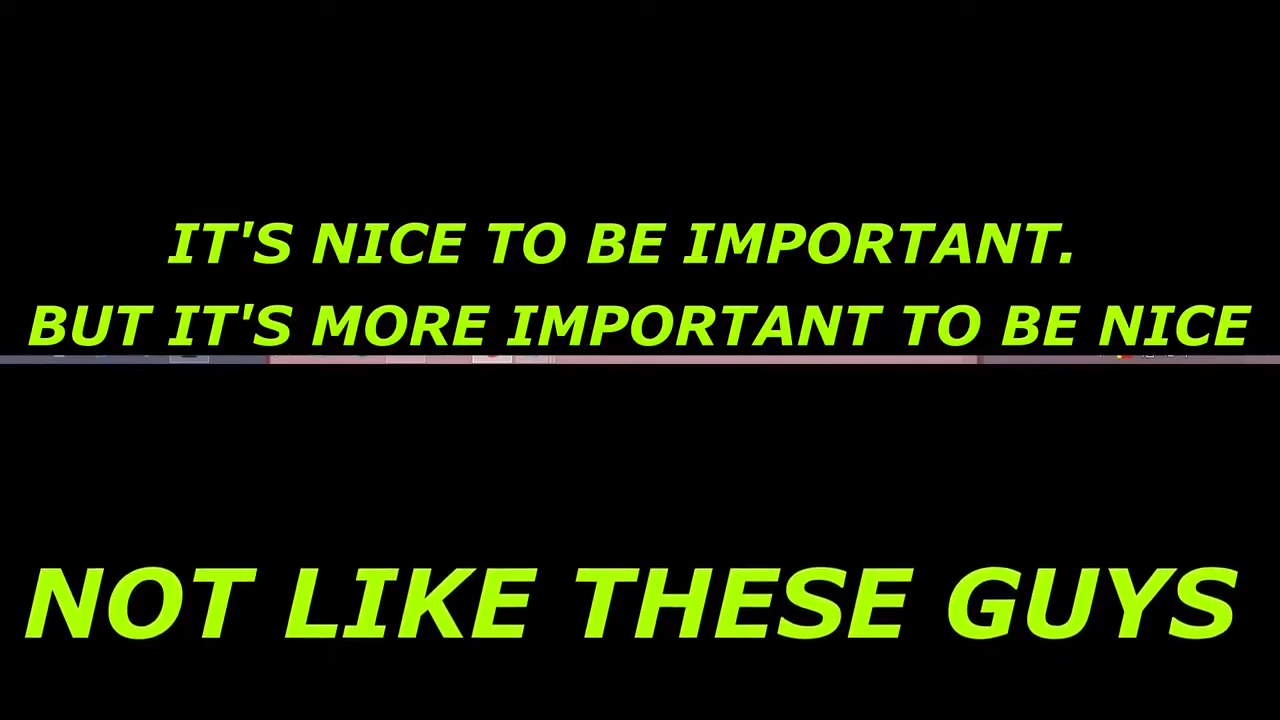 IT'S NICE TO BE IMPORTANT.
BUT IT'S MORE IMPORTANT TO BE NICE
NOT LIKE THESE GUYS